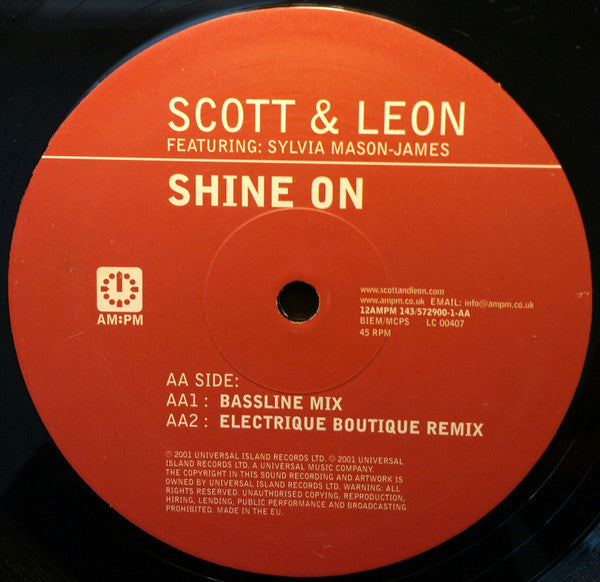 SCOTT & LEON
FEATURING: SYLVIA MASON-JAMES
SHINE ON
AM:PM
www.scottandleon.com
www.ampm.co.uk EMAIL: info@ampm.co.uk
12AMPM 143/572900-1-AA
BIEM/MCPS LC 00407
45 RPM
AA SIDE:
AA1 : BASSLINE MIX
AA2 : ELECTRIQUE BOUTIQUE REMIX
℗ 2001 UNIVERSAL ISLAND RECORDS LTD. © 2001 UNIVERSAL
ISLAND RECORDS LTD. A UNIVERSAL MUSIC COMPANY.
THE COPYRIGHT IN THIS SOUND RECORDING AND ARTWORK IS
OWNED BY UNIVERSAL ISLAND RECORDS LTD. WARNING: ALL
RIGHTS RESERVED. UNAUTHORISED COPYING, REPRODUCTION,
HIRING, LENDING, PUBLIC PERFORMANCE AND BROADCASTING
PROHIBITED. MADE IN THE EU.